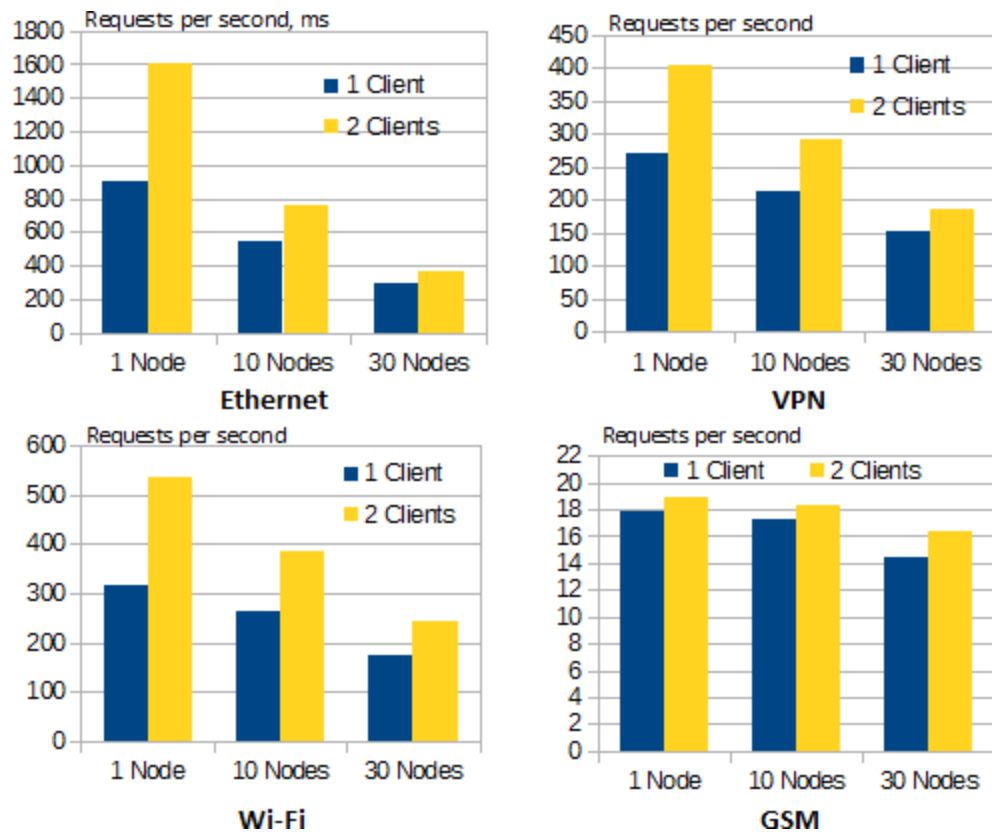 Requests per second, ms
1800
1600
1400
1200
1000
800
600
400
200
0
1 Client
2 Clients
1 Node 10 Nodes 30 Nodes
Ethernet
Requests per second
450
400
350
300
250
200
150
100
50
0
1 Client
2 Clients
1 Node 10 Nodes 30 Nodes
VPN
Requests per second
600
500
400
300
200
100
0
1 Client
2 Clients
1 Node 10 Nodes 30 Nodes
Wi-Fi
Requests per second
22
20
18
16
14
12
10
8
6
4
2
0
1 Client 2 Clients
1 Node 10 Nodes 30 Nodes
GSM